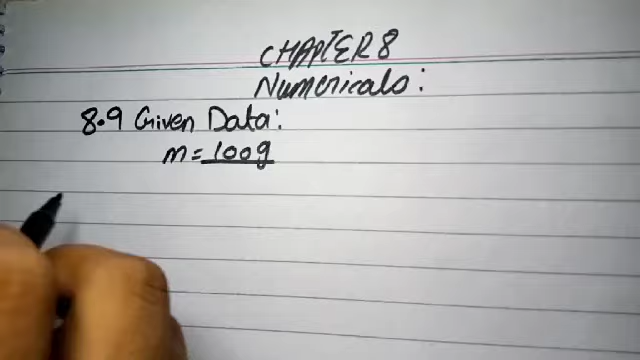 CHAPTER 8
Numericals:
8.9 Given Data:
m = 100g